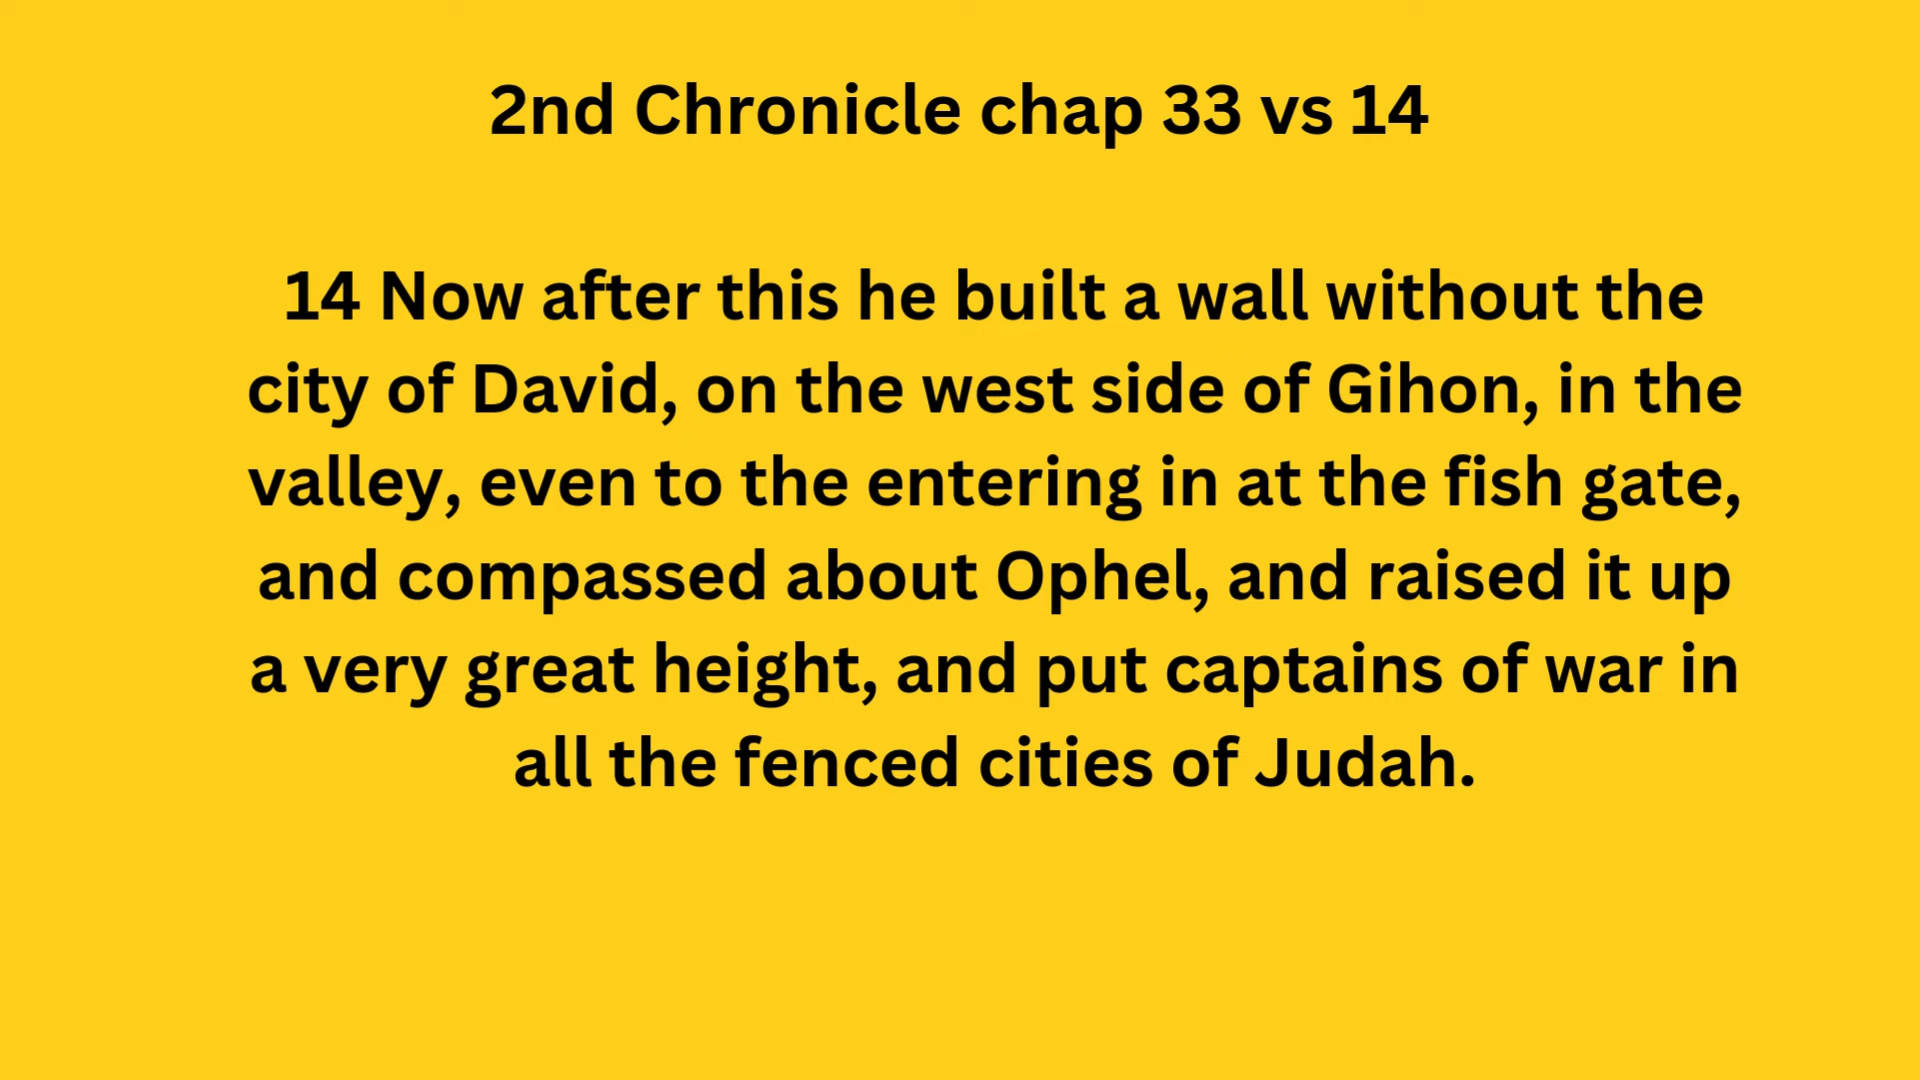 2nd Chronicle chap 33 vs 14
14 Now after this he built a wall without the
city of David, on the west side of Gihon, in the
valley, even to the entering in at the fish gate,
and compassed about Ophel, and raised it up
a very great height, and put captains of war in
all the fenced cities of Judah.